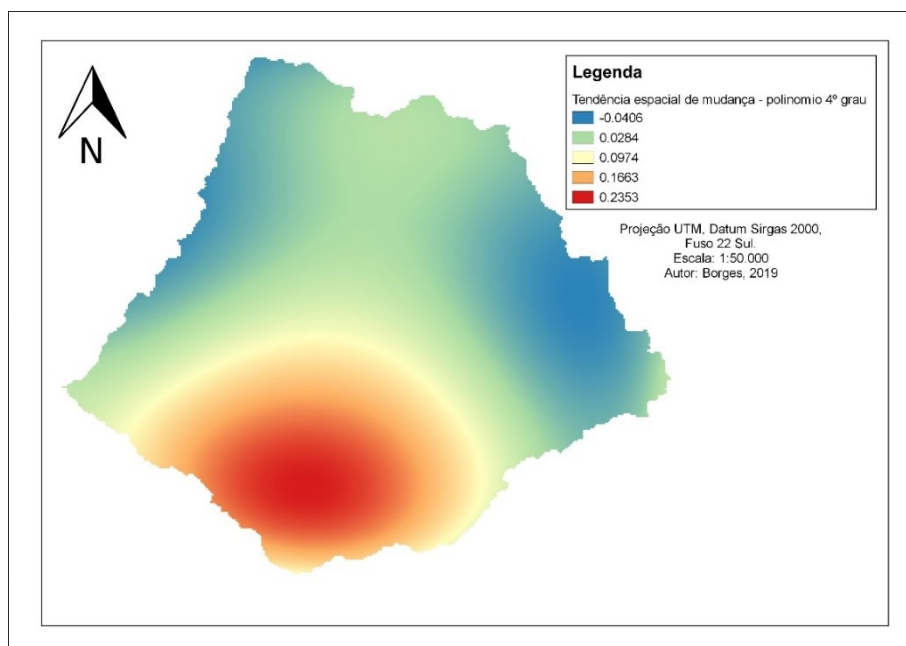 N
Legenda
Tendência espacial de mudança - polinomio 4º grau
-0.0406
0.0284
0.0974
0.1663
0.2353
Projeção UTM, Datum Sirgas 2000,
Fuso 22 Sul.
Escala: 1:50.000
Autor: Borges, 2019